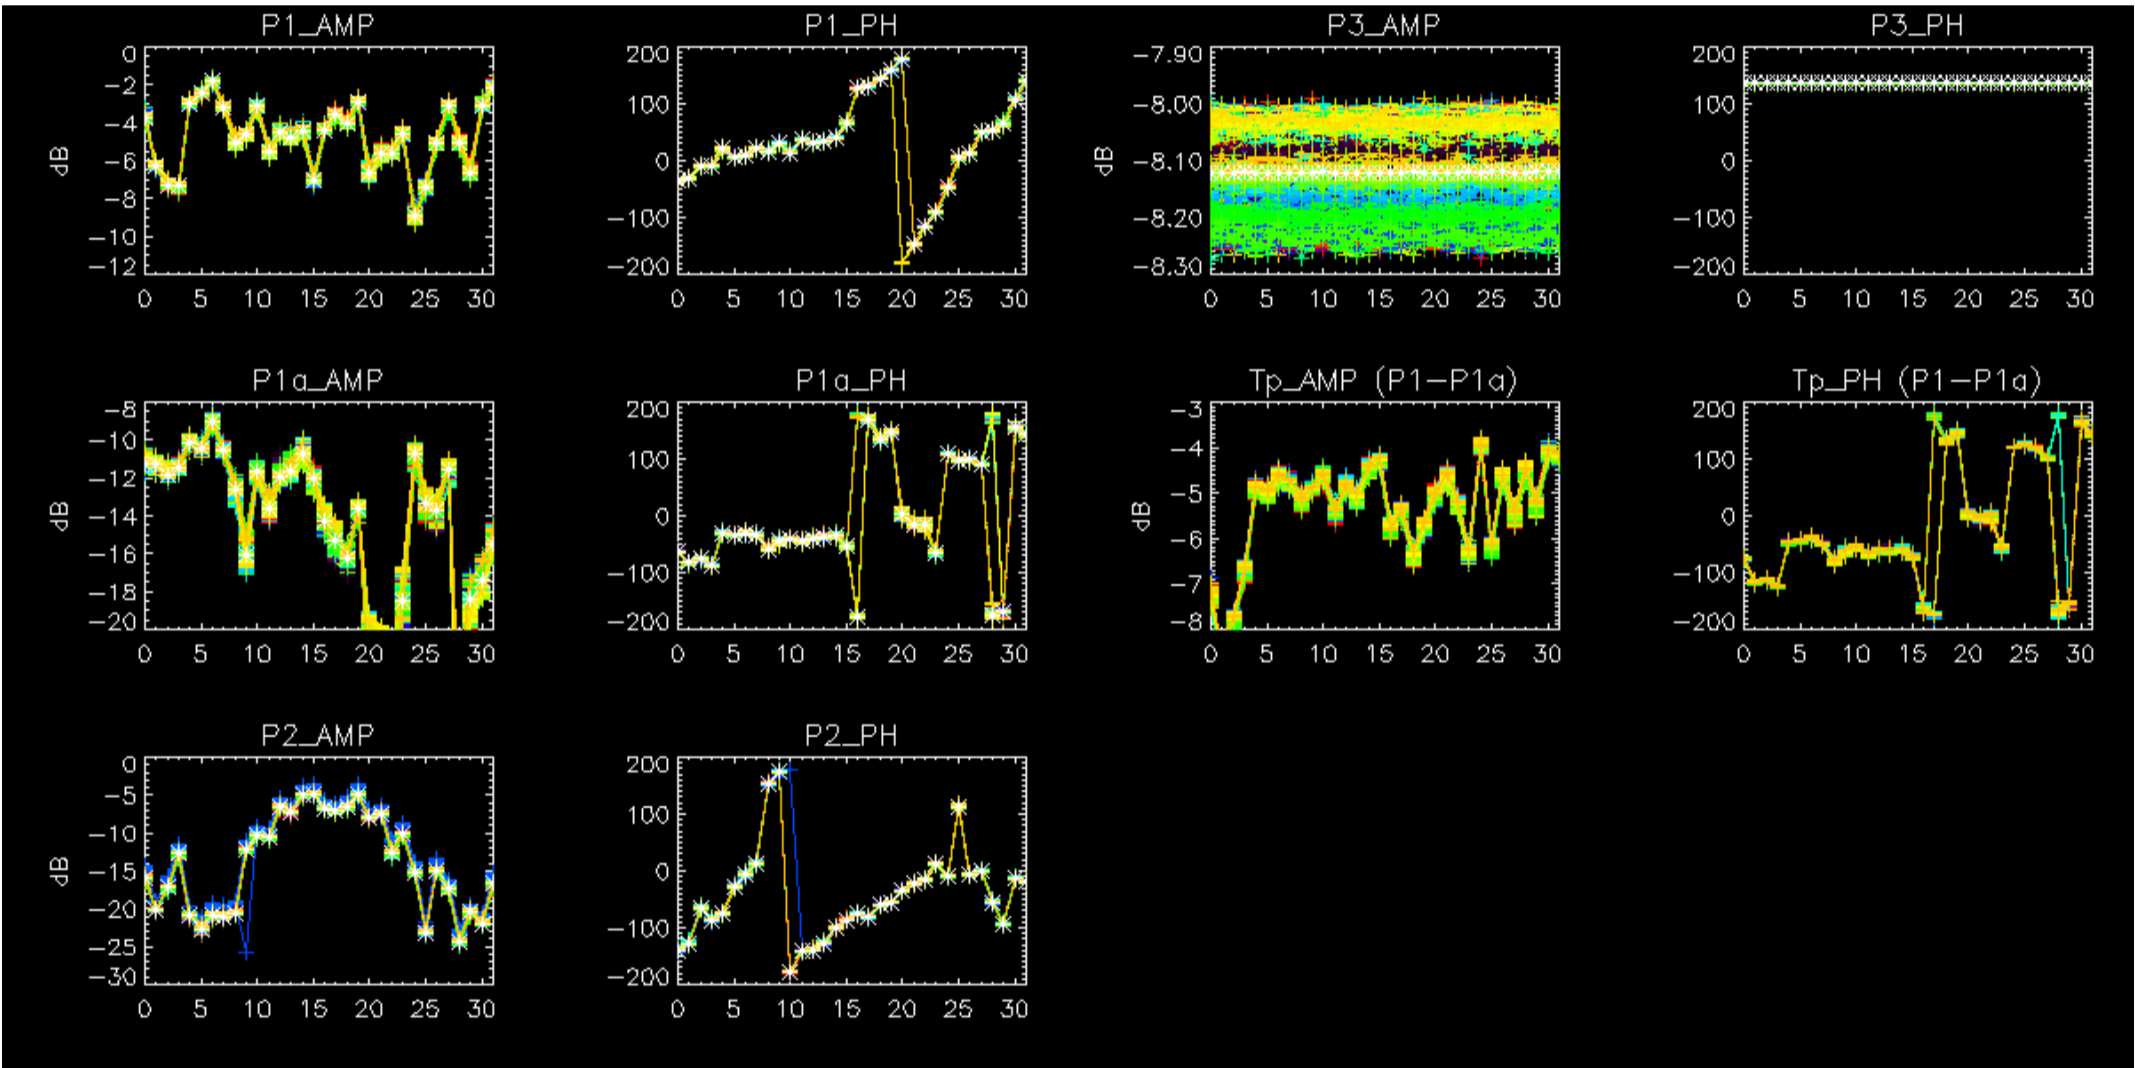 P1_AMP P1_PH P3_AMP P3_PH
0 200 -7.90 200
-2 100 -8.00 100
-4 0 -8.10 0
-6 -100 -8.20 -100
-8 -200 -8.30 -200
-10
-12
dB dB
0 5 10 15 20 25 30 0 5 10 15 20 25 30 0 5 10 15 20 25 30 0 5 10 15 20 25 30
P1a_AMP P1a_PH Tp_AMP (P1-P1a) Tp_PH (P1-P1a)
-8 200 -3 200
-10 100 -4 100
-12 0 -5 0
-14 -100 -6 -100
-16 -200 -7 -200
-18 -8
-20
dB dB
0 5 10 15 20 25 30 0 5 10 15 20 25 30 0 5 10 15 20 25 30 0 5 10 15 20 25 30
P2_AMP P2_PH
0 200
-5 100
-10 0
-15 -100
-20 -200
-25
-30
dB
0 5 10 15 20 25 30 0 5 10 15 20 25 30